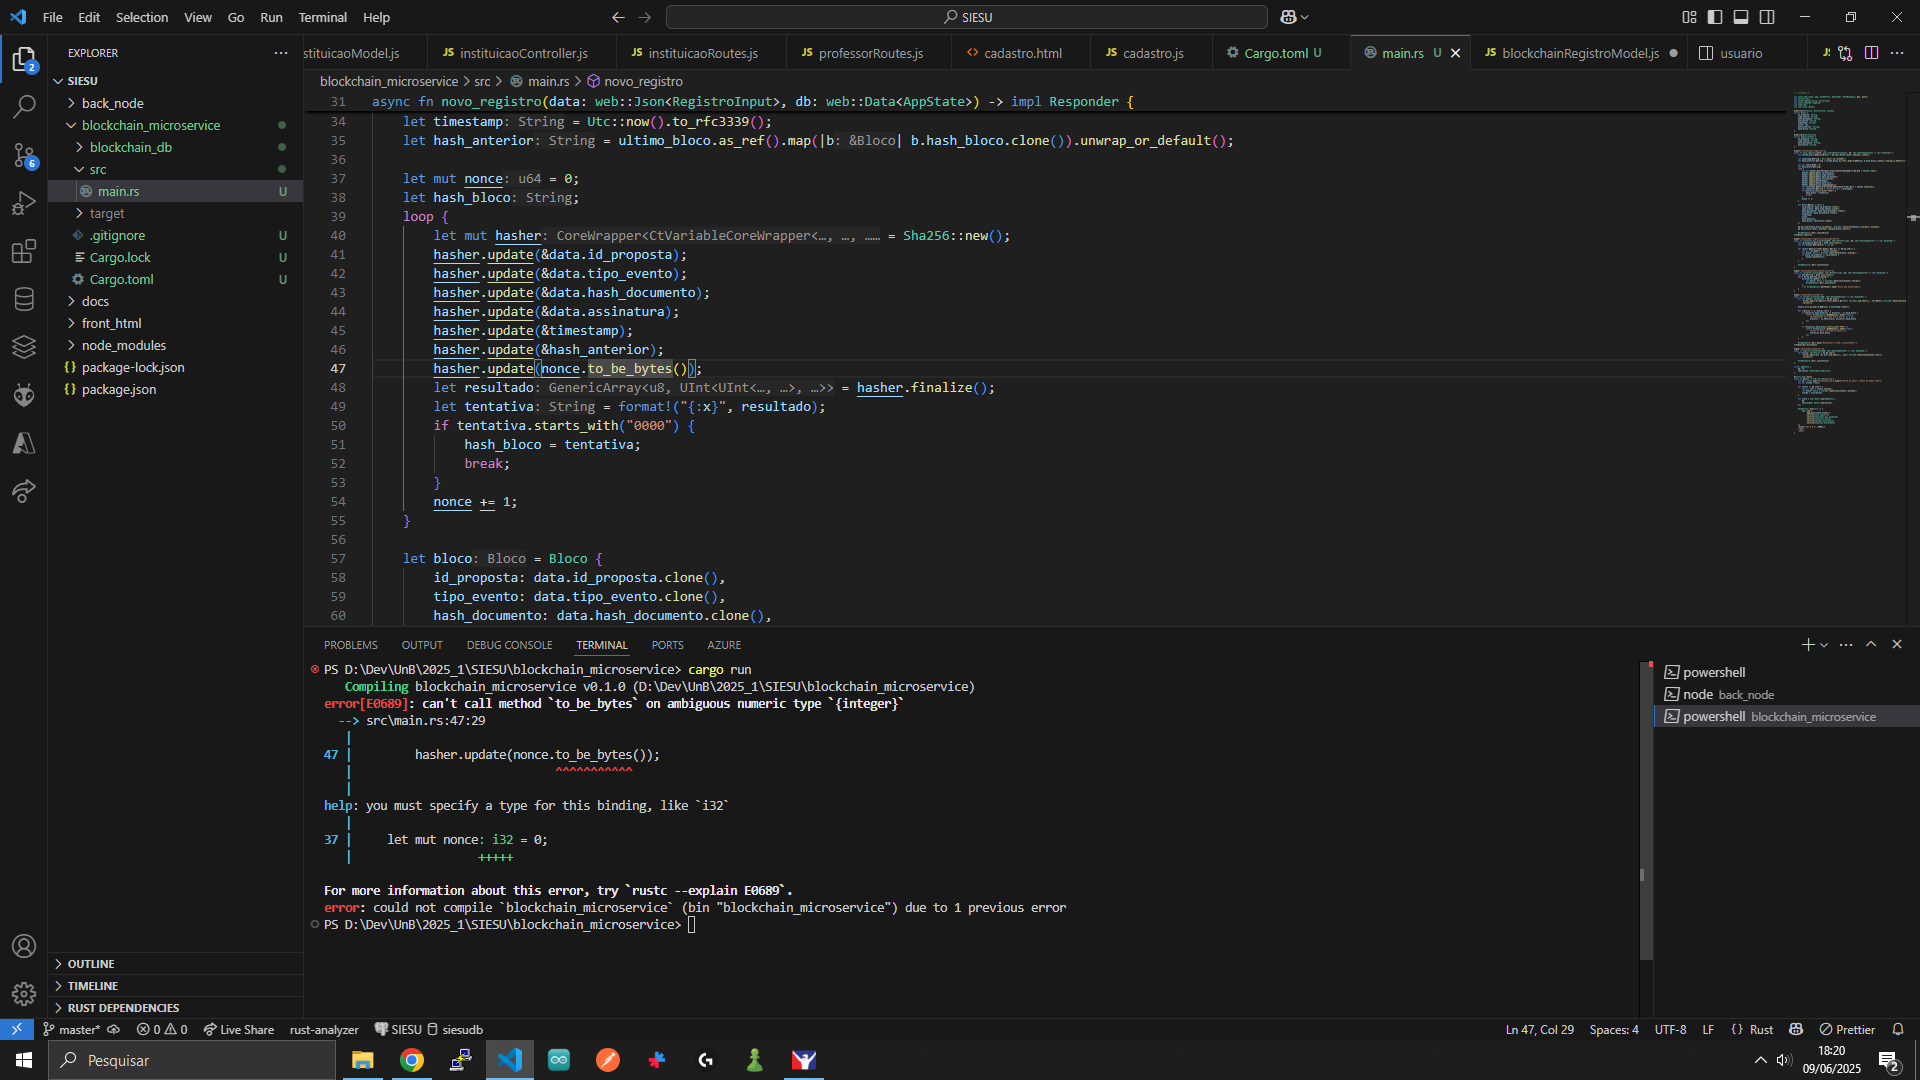 File Edit Selection View Go Run Terminal Help
SIESU
EXPLORER
SIESU
back_node
blockchain_microservice
blockchain_db
src
main.rs U
target
.gitignore U
Cargo.lock U
Cargo.toml U
docs
front_html
node_modules
package-lock.json
package.json
OUTLINE
TIMELINE
RUST DEPENDENCIES
stituicaoModel.js
JS instituicaoController.js
JS instituicaoRoutes.js
JS professorRoutes.js
<> cadastro.html
JS cadastro.js
Cargo.toml U
main.rs U
JS blockchainRegistroModel.js
usuario
blockchain_microservice > src > main.rs > novo_registro
31 async fn novo_registro(data: web::Json<RegistroInput>, db: web::Data<AppState>) -> impl Responder {
34 let timestamp: String = Utc::now().to_rfc3339();
35 let hash_anterior: String = ultimo_bloco.as_ref().map(|b: &Bloco| b.hash_bloco.clone()).unwrap_or_default();
36
37 let mut nonce: u64 = 0;
38 let hash_bloco: String;
39 loop {
40 let mut hasher: CoreWrapper<CtVariableCoreWrapper<…, …, …… = Sha256::new();
41 hasher.update(&data.id_proposta);
42 hasher.update(&data.tipo_evento);
43 hasher.update(&data.hash_documento);
44 hasher.update(&data.assinatura);
45 hasher.update(&timestamp);
46 hasher.update(&hash_anterior);
47 hasher.update(nonce.to_be_bytes());
48 let resultado: GenericArray<u8, UInt<UInt<…, …>, …>> = hasher.finalize();
49 let tentativa: String = format!("{:x}", resultado);
50 if tentativa.starts_with("0000") {
51 hash_bloco = tentativa;
52 break;
53 }
54 nonce += 1;
55 }
56
57 let bloco: Bloco = Bloco {
58 id_proposta: data.id_proposta.clone(),
59 tipo_evento: data.tipo_evento.clone(),
60 hash_documento: data.hash_documento.clone(),
PROBLEMS OUTPUT DEBUG CONSOLE TERMINAL PORTS AZURE
PS D:\Dev\UnB\2025_1\SIESU\blockchain_microservice> cargo run
Compiling blockchain_microservice v0.1.0 (D:\Dev\UnB\2025_1\SIESU\blockchain_microservice)
error[E0689]: can't call method `to_be_bytes` on ambiguous numeric type `{integer}`
--> src\main.rs:47:29
|
47 | hasher.update(nonce.to_be_bytes());
| ^^^^^^^^^^^
|
help: you must specify a type for this binding, like `i32`
|
37 | let mut nonce: i32 = 0;
| +++++
For more information about this error, try `rustc --explain E0689`.
error: could not compile `blockchain_microservice` (bin "blockchain_microservice") due to 1 previous error
PS D:\Dev\UnB\2025_1\SIESU\blockchain_microservice>
powershell
node back_node
powershell blockchain_microservice
master* 0 0 Live Share rust-analyzer SIESU siesudb
Ln 47, Col 29 Spaces: 4 UTF-8 LF {} Rust Prettier
Pesquisar
18:20
09/06/2025